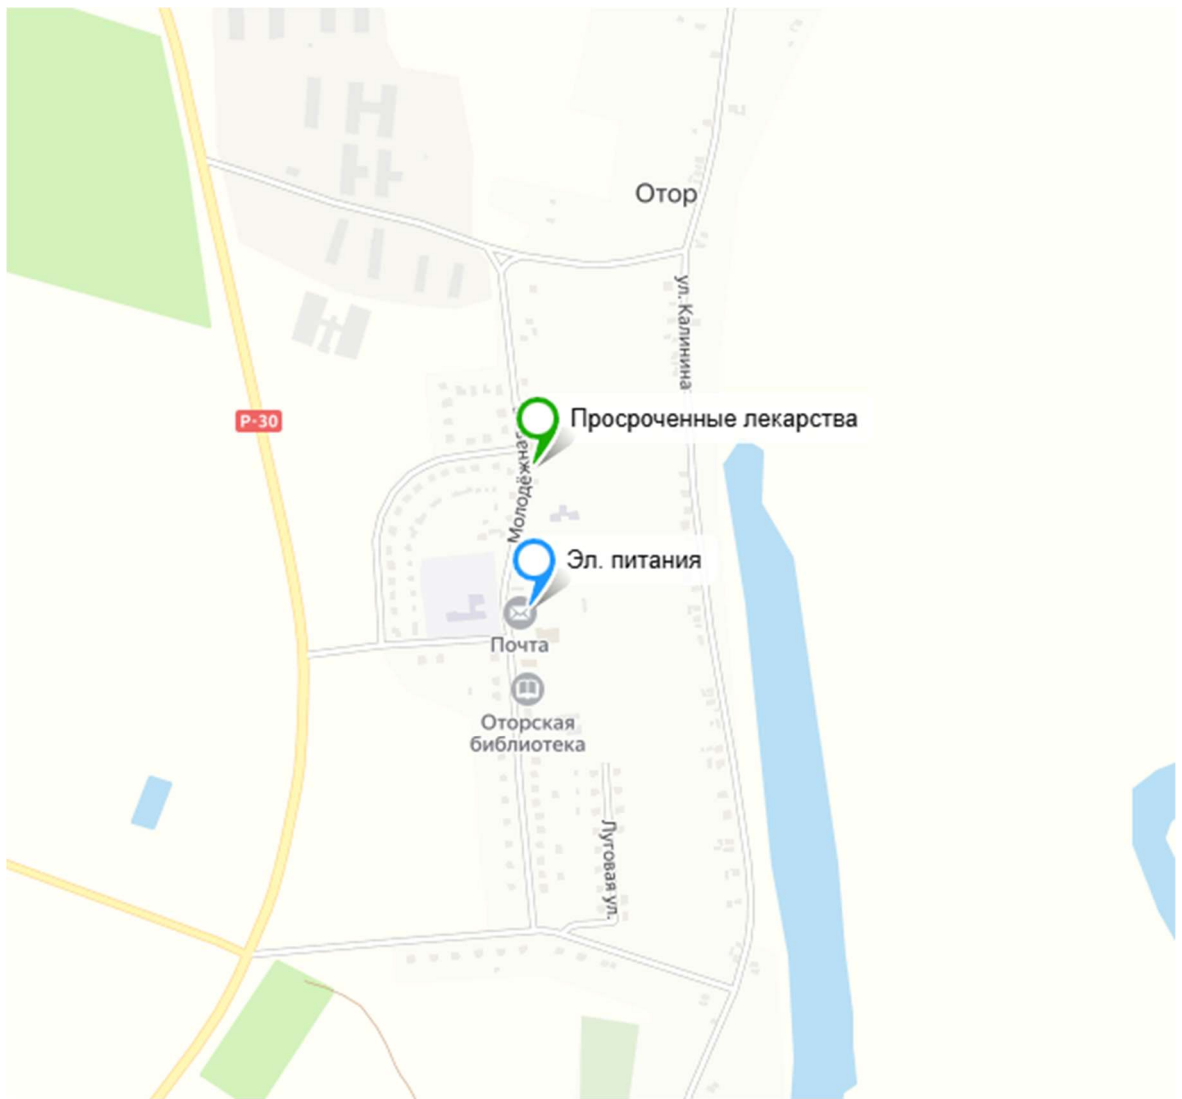 Отор
ул. Калинина
Р-30
Просроченные лекарства
Молодёжная
Эл. питания
Почта
Оторская
библиотека
Луговая ул.